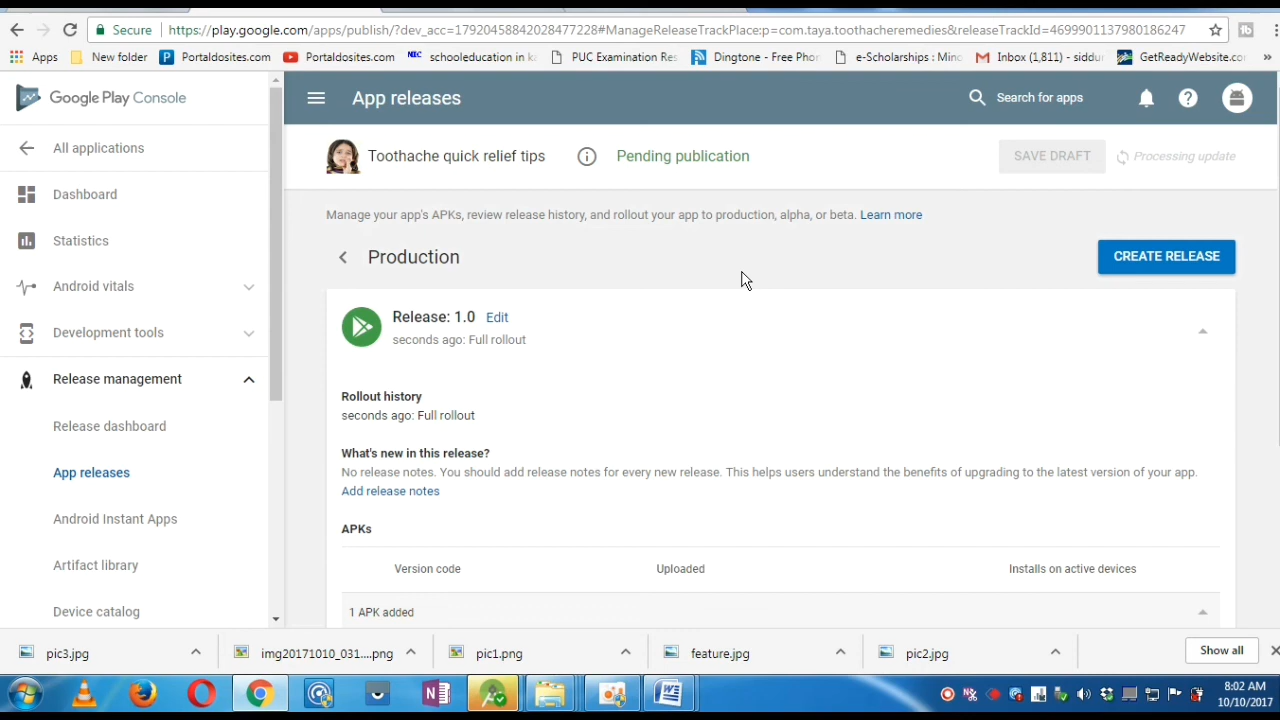 Secure
https://play.google.com/apps/publish/?dev_acc=17920458842028477228#ManageReleaseTrackPlace:p=com.taya.toothacheremedies&releaseTrackId=4699901137980186247
Apps
New folder
Portaldosites.com
Portaldosites.com
schooleducation in ka
PUC Examination Res
Dingtone - Free Phon
e-Scholarships : Mino
Inbox (1,811) - siddu
GetReadyWebsite.co
»
Google Play Console
App releases
Search for apps
All applications
Toothache quick relief tips
Pending publication
SAVE DRAFT
Processing update
Dashboard
Manage your app's APKs, review release history, and rollout your app to production, alpha, or beta. Learn more
Statistics
Production
CREATE RELEASE
Android vitals
Release: 1.0 Edit
Development tools
seconds ago: Full rollout
Release management
Rollout history
seconds ago: Full rollout
Release dashboard
What's new in this release?
App releases
No release notes. You should add release notes for every new release. This helps users understand the benefits of upgrading to the latest version of your app.
Add release notes
Android Instant Apps
APKs
Artifact library
Version code
Uploaded
Installs on active devices
Device catalog
1 APK added
pic3.jpg
img20171010_031....png
pic1.png
feature.jpg
pic2.jpg
Show all
8:02 AM
10/10/2017